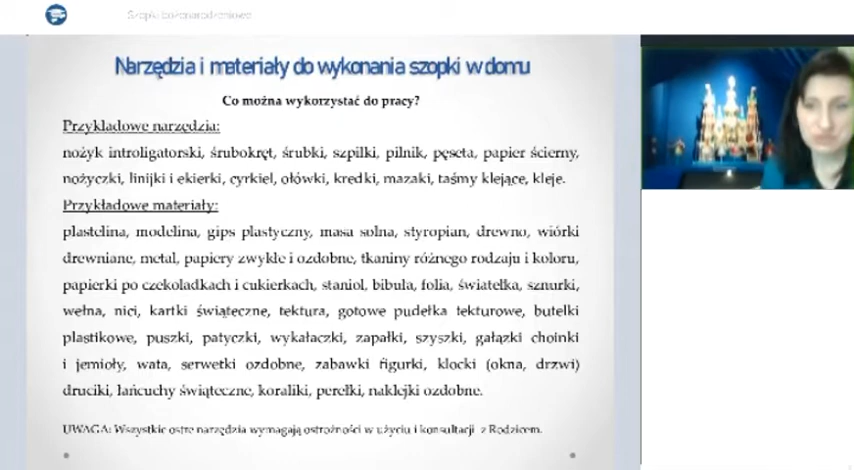 Szopki bożonarodzeniowe
Narzędzia i materiały do wykonania szopki w domu
Co można wykorzystać do pracy?
Przykładowe narzędzia:
nożyk introligatorski, śrubokręt, śrubki, szpilki, pilnik, pęseta, papier ścierny,
nożyczki, linijki i ekierki, cyrkiel, ołówki, kredki, mazaki, taśmy klejące, kleje.
Przykładowe materiały:
plastelina, modelina, gips plastyczny, masa solna, styropian, drewno, wiórki
drewniane, metal, papiery zwykłe i ozdobne, tkaniny różnego rodzaju i koloru,
papierki po czekoladkach i cukierkach, staniol, bibuła, folia, światełka, sznurki,
wełna, nici, kartki świąteczne, tektura, gotowe pudełka tekturowe, butelki
plastikowe, puszki, patyczki, wykałaczki, zapałki, szyszki, gałązki choinki
i jemioły, wata, serwetki ozdobne, zabawki figurki, klocki (okna, drzwi)
druciki, łańcuchy świąteczne, koraliki, perełki, naklejki ozdobne.
UWAGA: Wszystkie ostre narzędzia wymagają ostrożności w użyciu i konsultacji z Rodzicem.